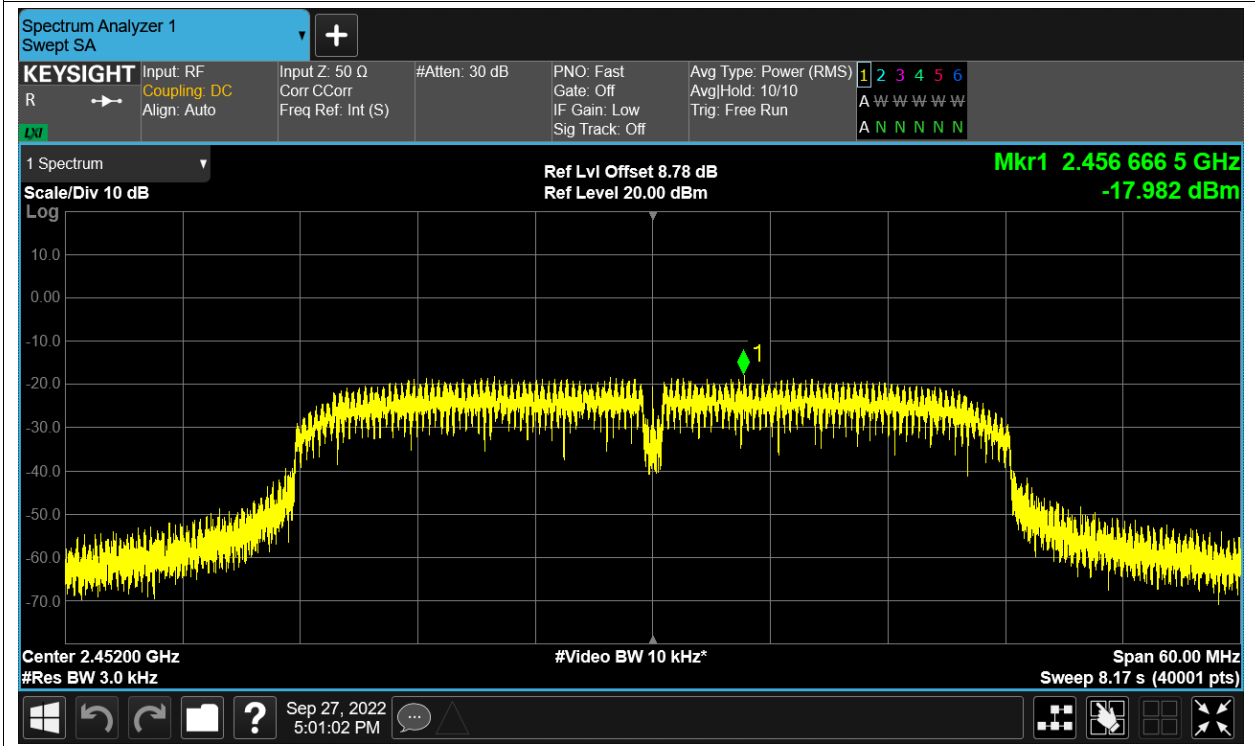 Spectrum Analyzer 1
Swept SA
+
KEYSIGHT
R
LXI
Input: RF
Coupling: DC
Align: Auto
Input Z: 50 Ω
Corr CCorr
Freq Ref: Int (S)
#Atten: 30 dB
PNO: Fast
Gate: Off
IF Gain: Low
Sig Track: Off
Avg Type: Power (RMS)
Avg|Hold: 10/10
Trig: Free Run
1 2 3 4 5 6
A W W W W W
A N N N N N
1 Spectrum
Scale/Div 10 dB
Log
Ref Lvl Offset 8.78 dB
Ref Level 20.00 dBm
Mkr1 2.456 666 5 GHz
-17.982 dBm
10.0
0.00
-10.0
1
-20.0
-30.0
-40.0
-50.0
-60.0
-70.0
Center 2.45200 GHz
#Res BW 3.0 kHz
#Video BW 10 kHz*
Span 60.00 MHz
Sweep 8.17 s (40001 pts)
?
Sep 27, 2022
5:01:02 PM